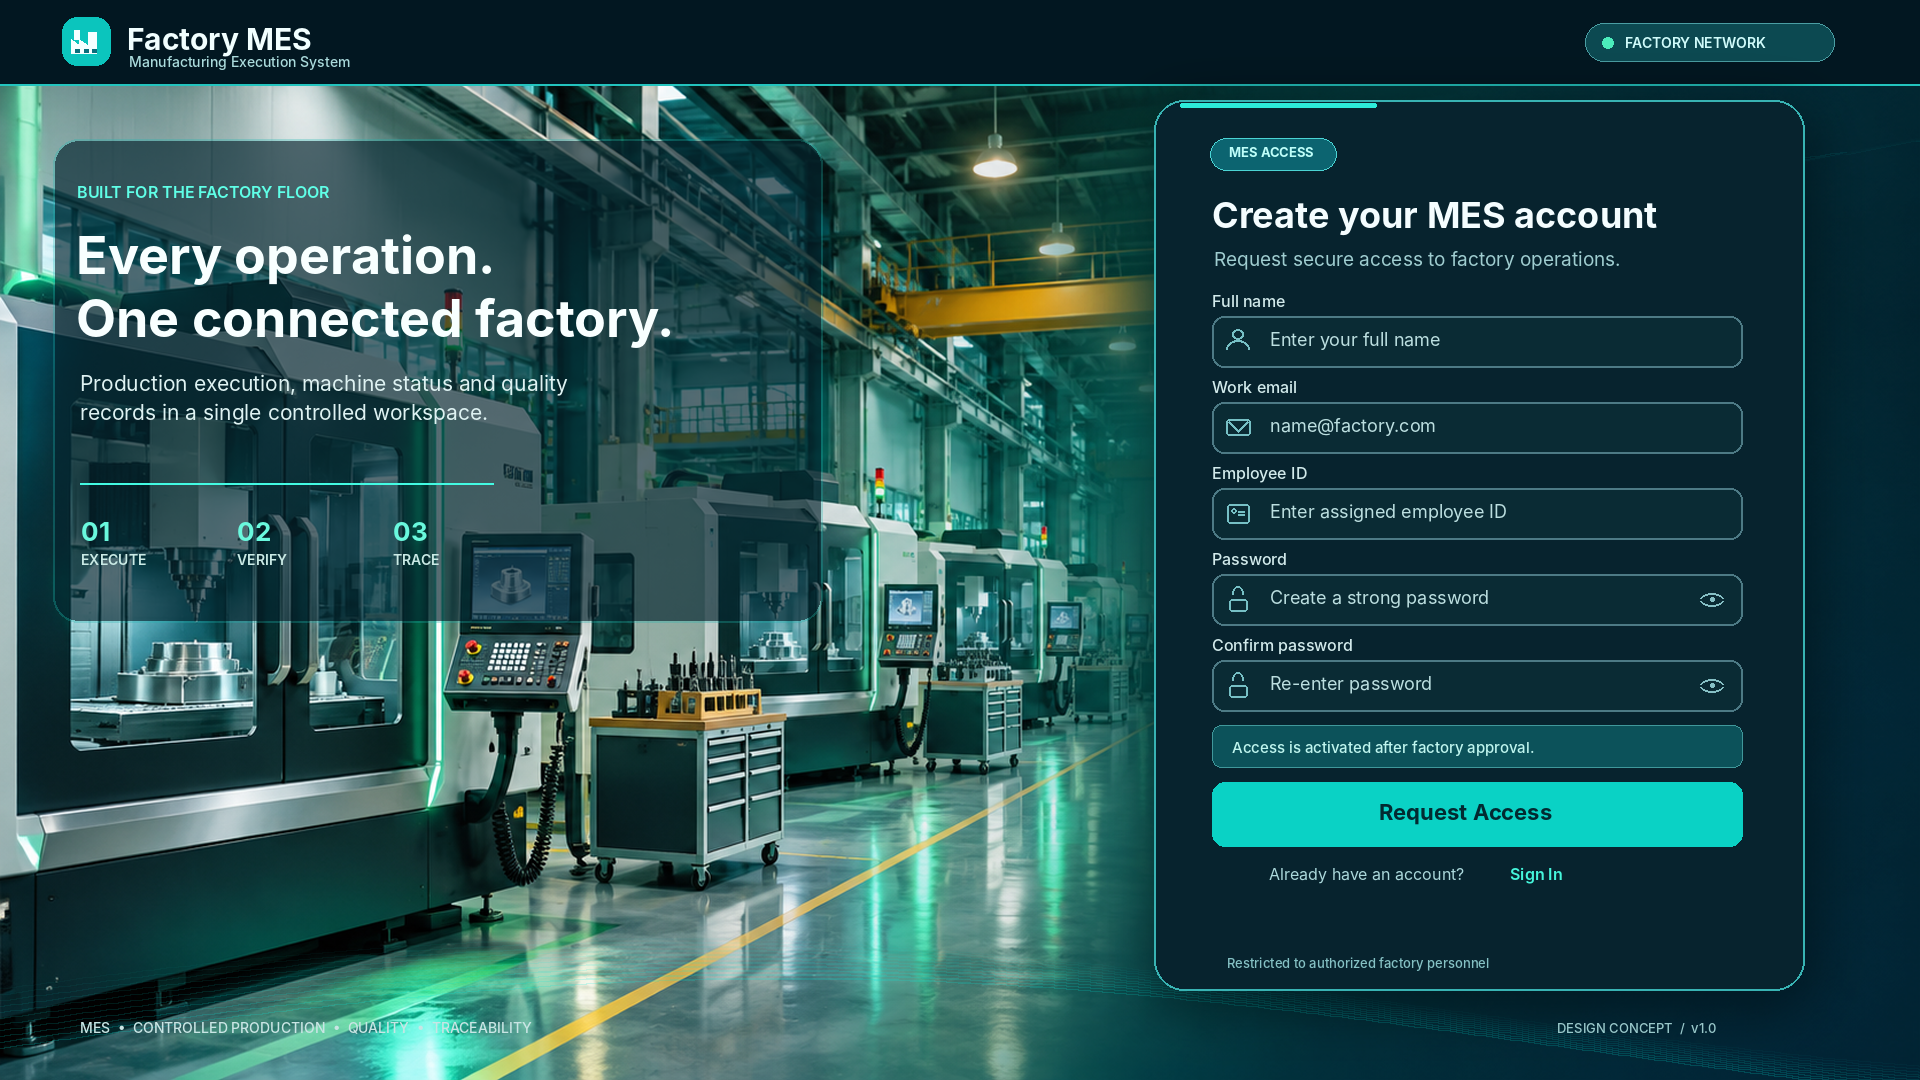 Factory MES
Manufacturing Execution System
FACTORY NETWORK
BUILT FOR THE FACTORY FLOOR
Every operation.
One connected factory.
Production execution, machine status and quality
records in a single controlled workspace.
01 02 03
EXECUTE VERIFY TRACE
MES ACCESS
Create your MES account
Request secure access to factory operations.
Full name
Enter your full name
Work email
name@factory.com
Employee ID
Enter assigned employee ID
Password
Create a strong password
Confirm password
Re-enter password
Access is activated after factory approval.
Request Access
Already have an account? Sign In
Restricted to authorized factory personnel
MES • CONTROLLED PRODUCTION • QUALITY • TRACEABILITY
DESIGN CONCEPT / v1.0